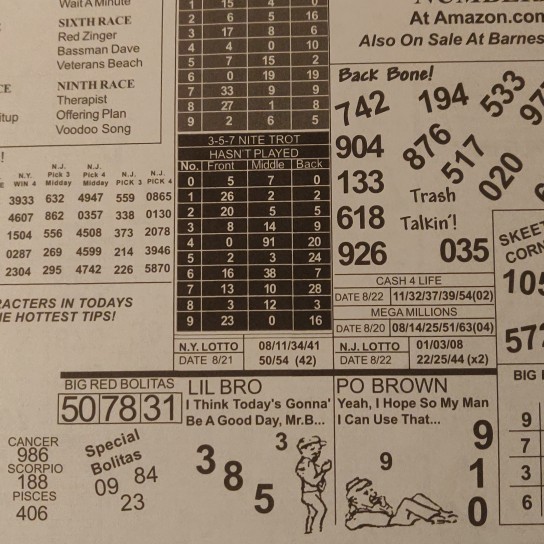 Wait A Minute
SIXTH RACE
Red Zinger
Bassman Dave
Veterans Beach
NINTH RACE
Therapist
Offering Plan
Voodoo Song
CE
itup
!
N.Y. WIN 4 N.J. Pick 3 Midday N.J. Pick 4 Midday N.J. PICK 3 N.J. PICK 4
3933 632 4947 559 0865
4607 862 0357 338 0130
1504 556 4508 373 2078
0287 269 4599 214 3946
2304 295 4742 226 5870
RACTERS IN TODAYS
HE HOTTEST TIPS!
1 15 4 0
2 6 5 16
3 17 8 6
4 4 0 10
5 7 15 2
6 0 19 19
7 33 9 9
8 27 1 8
9 2 6 5
3-5-7 NITE TROT
HASN'T PLAYED
No. Front Middle Back
0 5 7 0
1 26 2 2
2 20 5 5
3 8 14 9
4 0 91 20
5 2 3 24
6 16 38 7
7 13 10 28
8 3 12 3
9 23 0 16
N.Y. LOTTO 08/11/34/41
DATE 8/21 50/54 (42)
At Amazon.com
Also On Sale At Barnes
Back Bone!
742 194 533
904 876
133 517 020
618 Trash
Talkin'!
926 035
CASH 4 LIFE
DATE 8/22 11/32/37/39/54(02)
MEGA MILLIONS
DATE 8/20 08/14/25/51/63(04)
N.J. LOTTO 01/03/08
DATE 8/22 22/25/44 (x2)
SKEET
CORN
105
572
BIG RED BOLITAS
50 78 31
CANCER
986
SCORPIO
188
PISCES
406
Special
Bolitas
09 84
23
LIL BRO
I Think Today's Gonna'
Be A Good Day, Mr.B...
3
3 8 5
PO BROWN
Yeah, I Hope So My Man
I Can Use That...
9
9
1
0
BIG
9
7
3
6